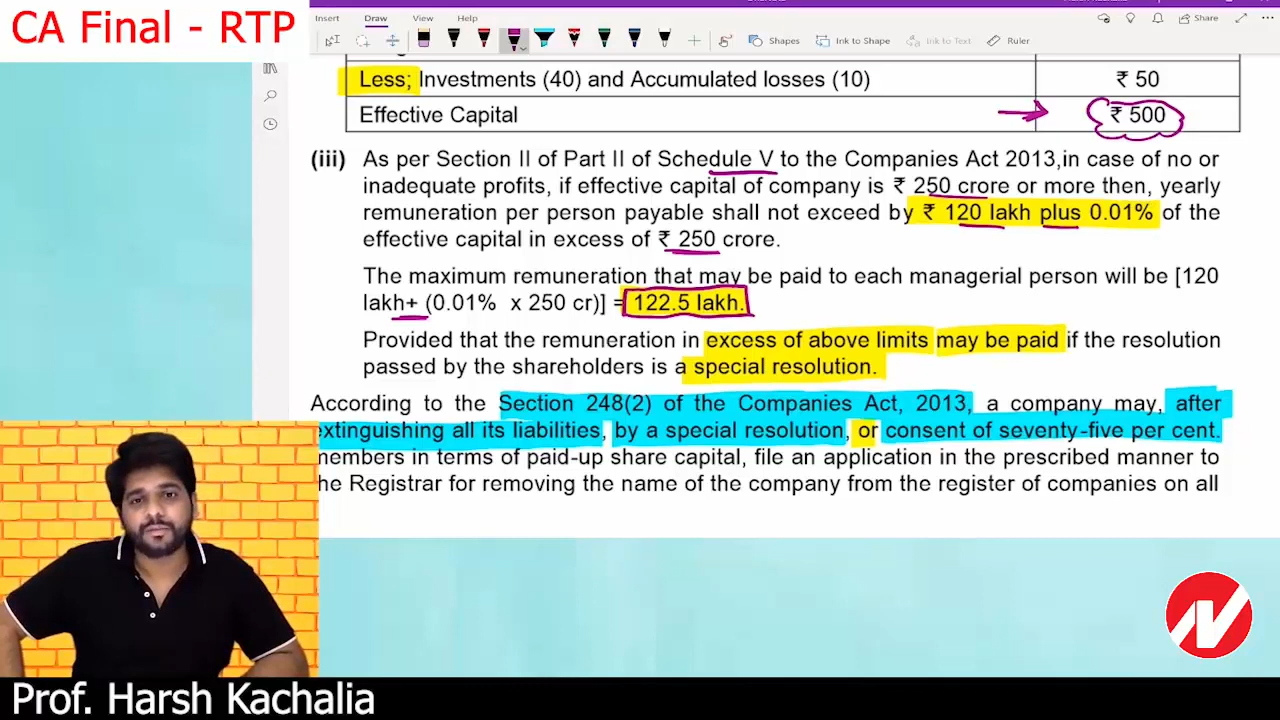 CA Final - RTP
Insert Draw View Help
Share
Shapes Ink to Shape Ink to Text Ruler
Less; Investments (40) and Accumulated losses (10) ₹ 50
Effective Capital ₹ 500
(iii) As per Section II of Part II of Schedule V to the Companies Act 2013,in case of no or
inadequate profits, if effective capital of company is ₹ 250 crore or more then, yearly
remuneration per person payable shall not exceed by ₹ 120 lakh plus 0.01% of the
effective capital in excess of ₹ 250 crore.
The maximum remuneration that may be paid to each managerial person will be [120
lakh+ (0.01% x 250 cr)] = 122.5 lakh.
Provided that the remuneration in excess of above limits may be paid if the resolution
passed by the shareholders is a special resolution.
According to the Section 248(2) of the Companies Act, 2013, a company may, after
extinguishing all its liabilities, by a special resolution, or consent of seventy-five per cent.
members in terms of paid-up share capital, file an application in the prescribed manner to
the Registrar for removing the name of the company from the register of companies on all
Prof. Harsh Kachalia